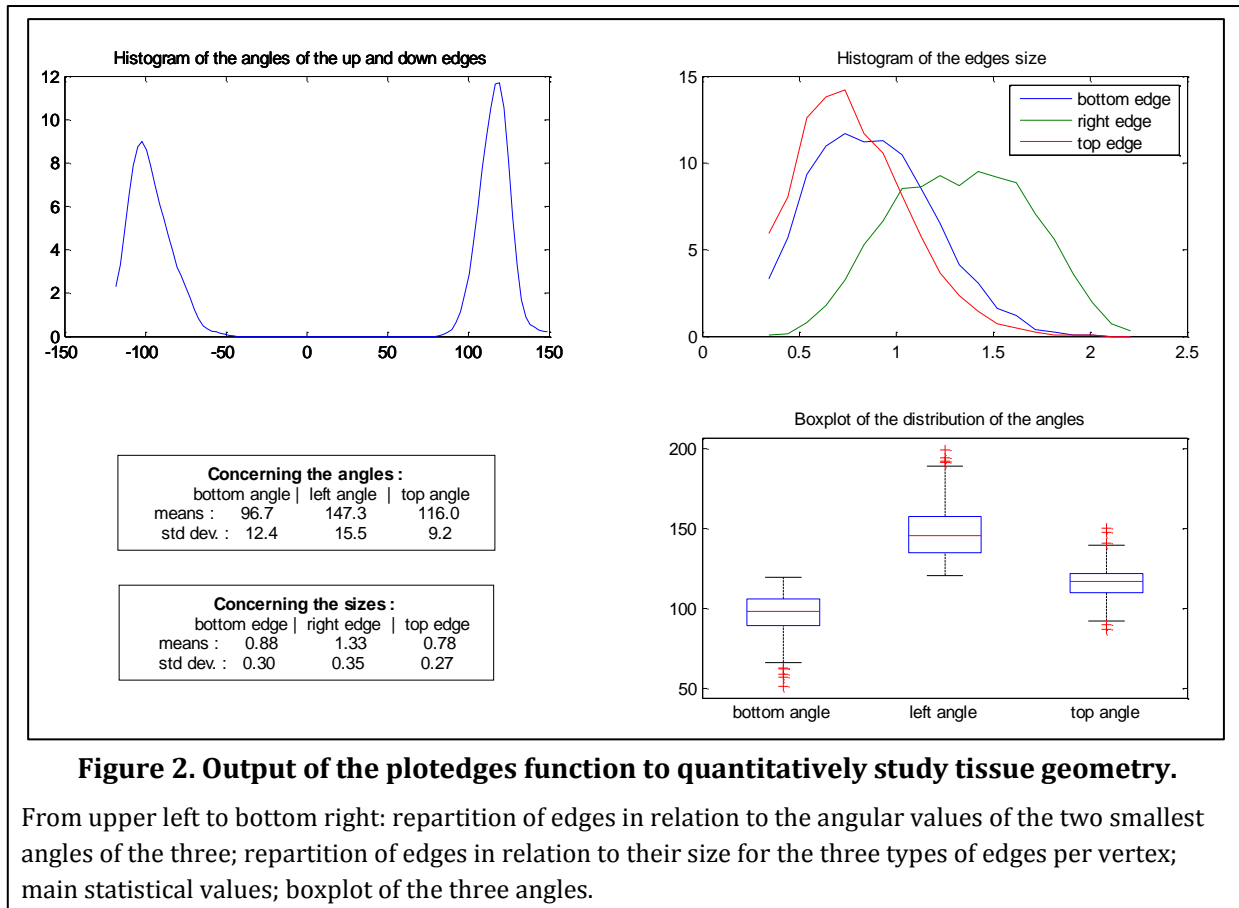 Histogram of the angles of the up and down edges
12
10
8
6
4
2
0
-150 -100 -50 0 50 100 150
Histogram of the edges size
15
10
5
0
0 0.5 1 1.5 2 2.5
bottom edge
right edge
top edge
Concerning the angles :
bottom angle | left angle | top angle
means : 96.7 147.3 116.0
std dev. : 12.4 15.5 9.2
Concerning the sizes :
bottom edge | right edge | top edge
means : 0.88 1.33 0.78
std dev. : 0.30 0.35 0.27
Boxplot of the distribution of the angles
200
150
100
50
bottom angle left angle top angle
Figure 2. Output of the plotedges function to quantitatively study tissue geometry.
From upper left to bottom right: repartition of edges in relation to the angular values of the two smallest
angles of the three; repartition of edges in relation to their size for the three types of edges per vertex;
main statistical values; boxplot of the three angles.